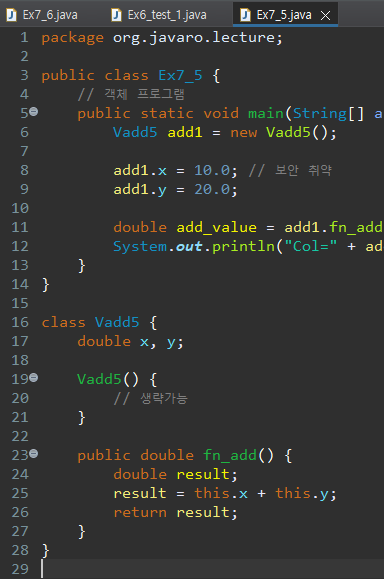 Ex7_6.java Ex6_test_1.java Ex7_5.java
1 package org.javaro.lecture;
2
3 public class Ex7_5 {
4 // 객체 프로그램
5 public static void main(String[] a
6 Vadd5 add1 = new Vadd5();
7
8 add1.x = 10.0; // 보안 취약
9 add1.y = 20.0;
10
11 double add_value = add1.fn_add
12 System.out.println("Col=" + ad
13 }
14 }
15
16 class Vadd5 {
17 double x, y;
18
19 Vadd5() {
20 // 생략가능
21 }
22
23 public double fn_add() {
24 double result;
25 result = this.x + this.y;
26 return result;
27 }
28 }
29